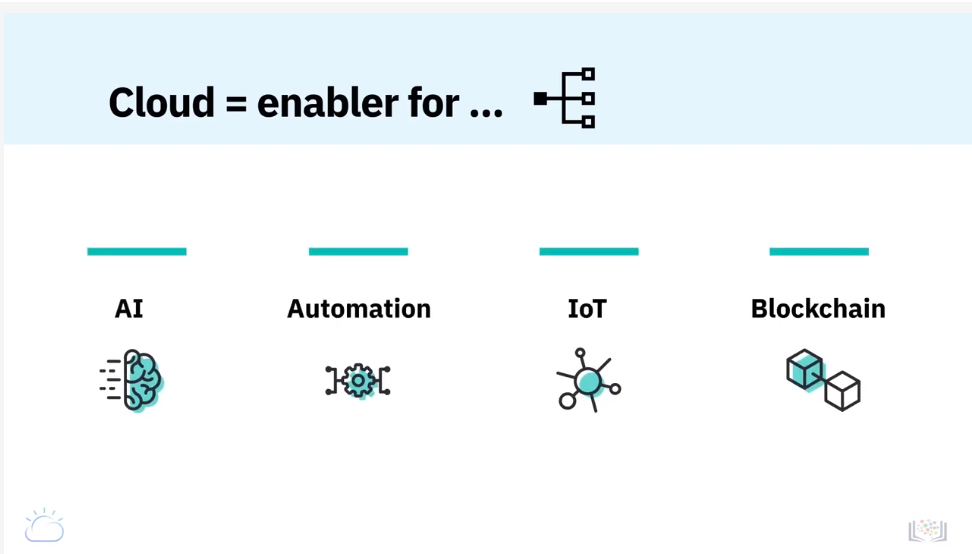 Cloud = enabler for ...
AI
Automation
IoT
Blockchain